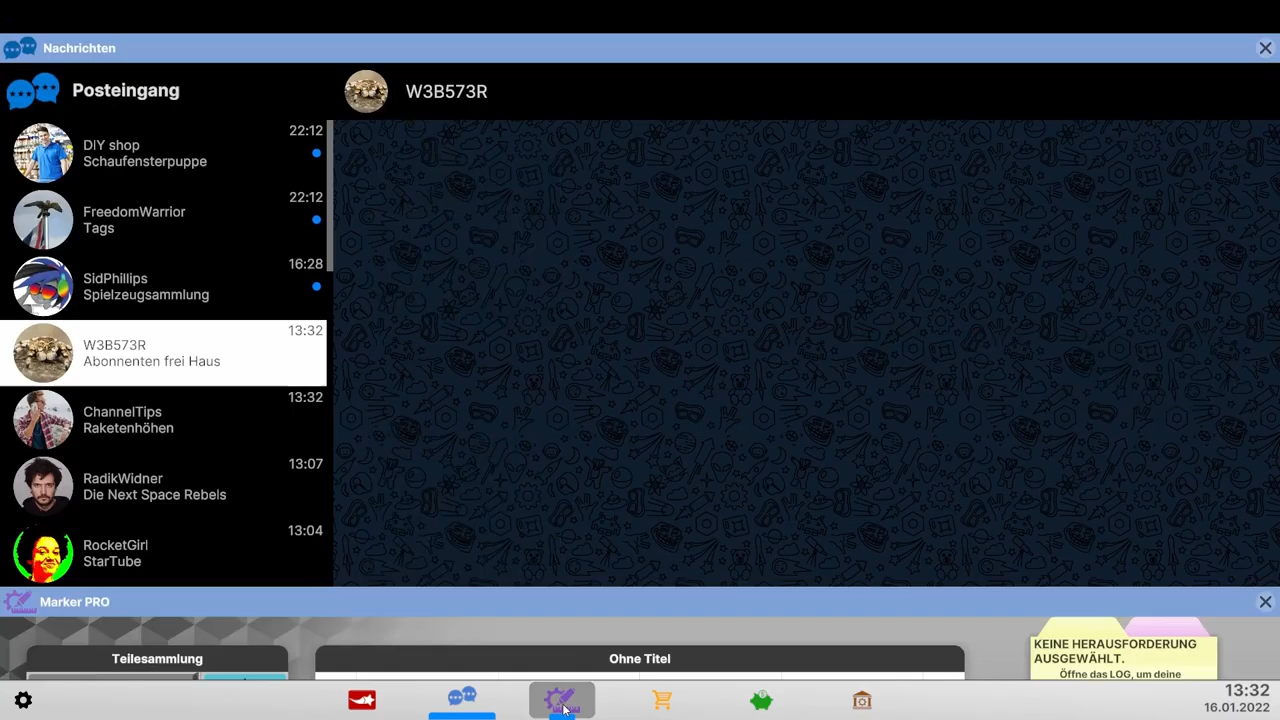 Nachrichten
Posteingang
W3B573R
DIY shop
Schaufensterpuppe
22:12
FreedomWarrior
Tags
22:12
SidPhillips
Spielzeugsammlung
16:28
W3B573R
Abonnenten frei Haus
13:32
ChannelTips
Raketenhöhen
13:32
RadikWidner
Die Next Space Rebels
13:07
RocketGirl
StarTube
13:04
Marker PRO
Teilesammlung
Ohne Titel
KEINE HERAUSFORDERUNG
AUSGEWÄHLT.
Öffne das LOG, um deine
13:32
16.01.2022